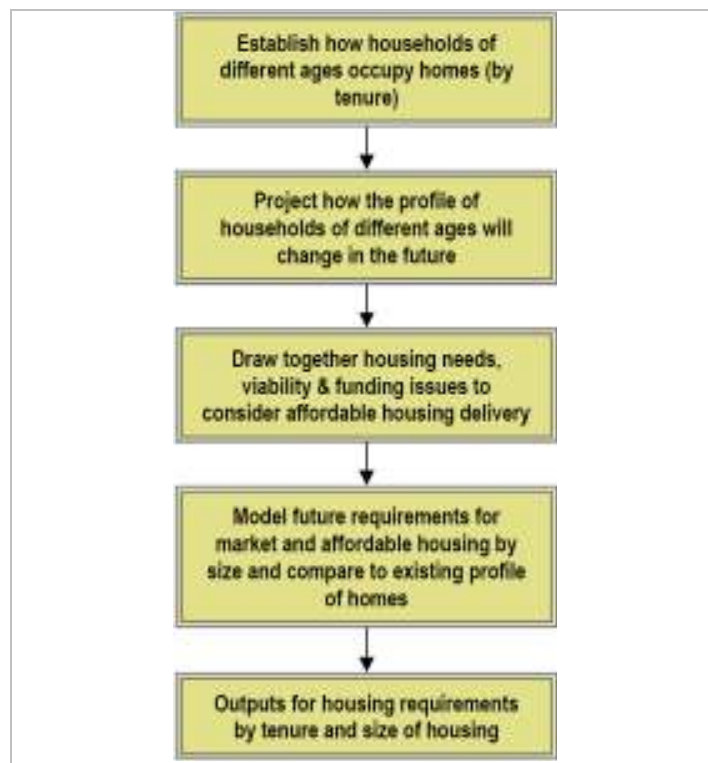 Establish how households of
different ages occupy homes (by
tenure)
Project how the profile of
households of different ages will
change in the future
Draw together housing needs,
viability & funding issues to
consider affordable housing delivery
Model future requirements for
market and affordable housing by
size and compare to existing profile
of homes
Outputs for housing requirements
by tenure and size of housing